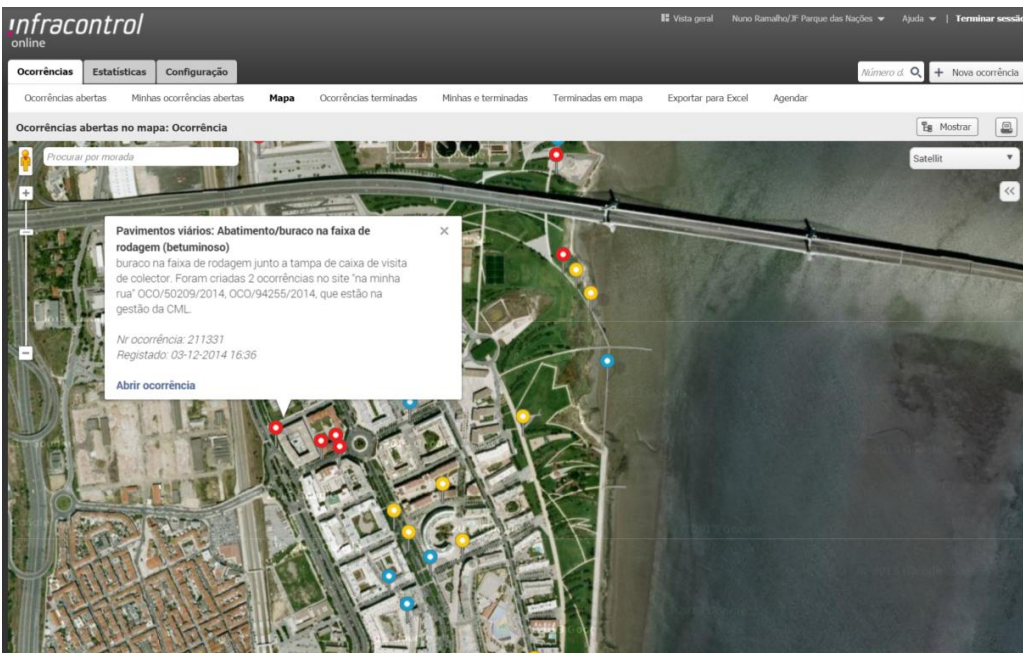 infracontrol
online
Vista geral Nuno Ramalho/JF Parque das Nações Ajuda | Terminar sessão
Ocorrências Estatísticas Configuração
Número d. + Nova ocorrência
Ocorrências abertas Minhas ocorrências abertas Mapa Ocorrências terminadas Minhas e terminadas Terminadas em mapa Exportar para Excel Agendar
Ocorrências abertas no mapa: Ocorrência
Mostrar
Procurar por morada
Satellit
Pavimentos viários: Abatimento/buraco na faixa de
rodagem (betuminoso)
buraco na faixa de rodagem junto a tampa de caixa de visita
de colector. Foram criadas 2 ocorrências no site "na minha
rua" OCO/50209/2014, OCO/94255/2014, que estão na
gestão da CML.
Nr ocorrência: 211331
Registado: 03-12-2014 16:36
Abrir ocorrência